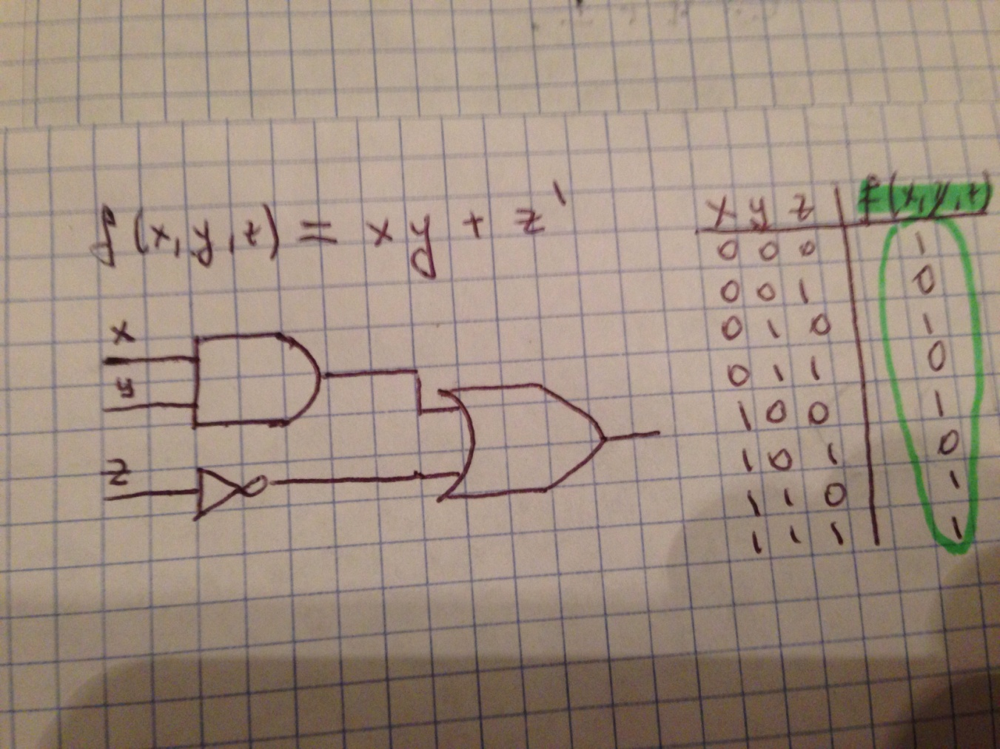 f(x,y,z) = xy + z'
x
y
z
x y z f(x,y,z)
0 0 0 1
0 0 1 0
0 1 0 1
0 1 1 0
1 0 0 1
1 0 1 0
1 1 0 1
1 1 1 1